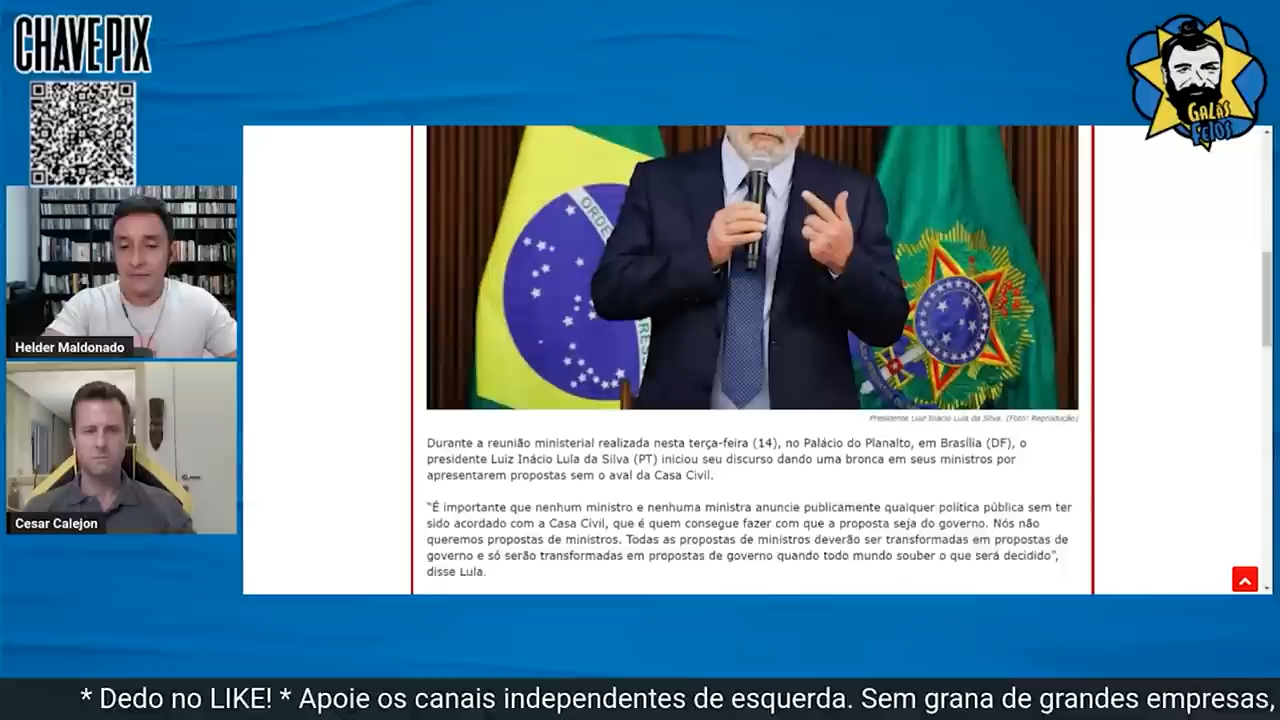 CHAVE PIX
GALÃS
FEIOS
Helder Maldonado
Cesar Calejon
ORDE
RESS
Presidente Luiz Inácio Lula da Silva. (Foto: Reprodução)
Durante a reunião ministerial realizada nesta terça-feira (14), no Palácio do Planalto, em Brasília (DF), o
presidente Luiz Inácio Lula da Silva (PT) iniciou seu discurso dando uma bronca em seus ministros por
apresentarem propostas sem o aval da Casa Civil.
“É importante que nenhum ministro e nenhuma ministra anuncie publicamente qualquer política pública sem ter
sido acordado com a Casa Civil, que é quem consegue fazer com que a proposta seja do governo. Nós não
queremos propostas de ministros. Todas as propostas de ministros deverão ser transformadas em propostas de
governo e só serão transformadas em propostas de governo quando todo mundo souber o que será decidido”,
disse Lula.
* Dedo no LIKE! * Apoie os canais independentes de esquerda. Sem grana de grandes empresas,